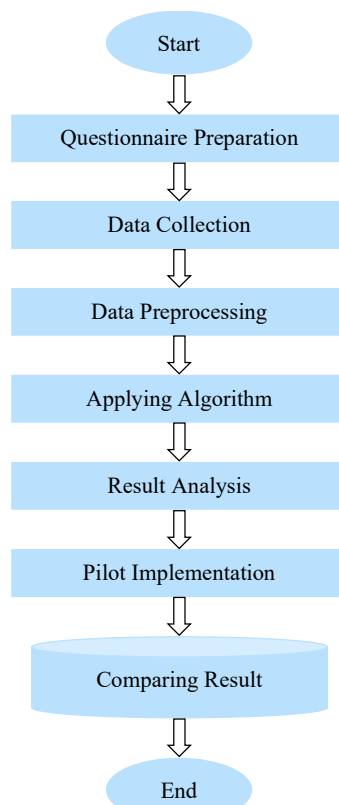 Start
Questionnaire Preparation
Data Collection
Data Preprocessing
Applying Algorithm
Result Analysis
Pilot Implementation
Comparing Result
End